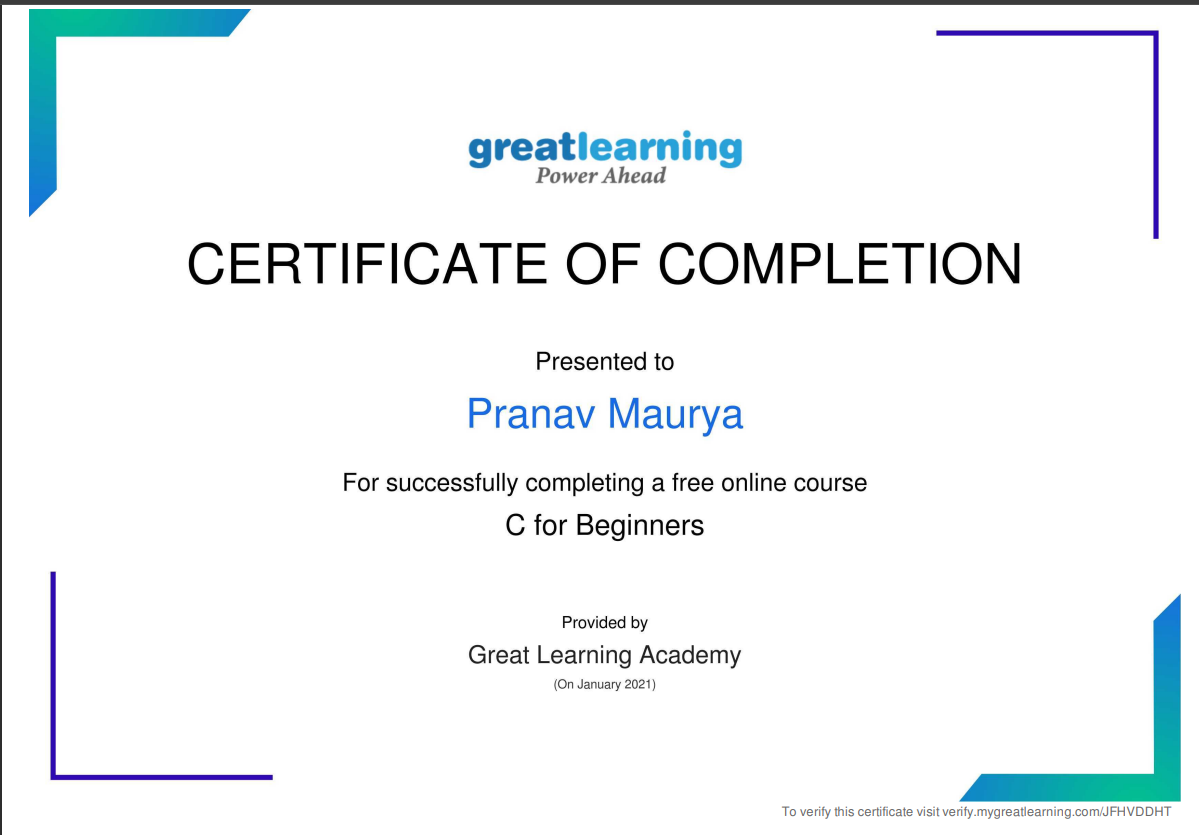 greatlearning
Power Ahead
CERTIFICATE OF COMPLETION
Presented to
Pranav Maurya
For successfully completing a free online course
C for Beginners
Provided by
Great Learning Academy
(On January 2021)
To verify this certificate visit verify.mygreatlearning.com/JFHVDDHT